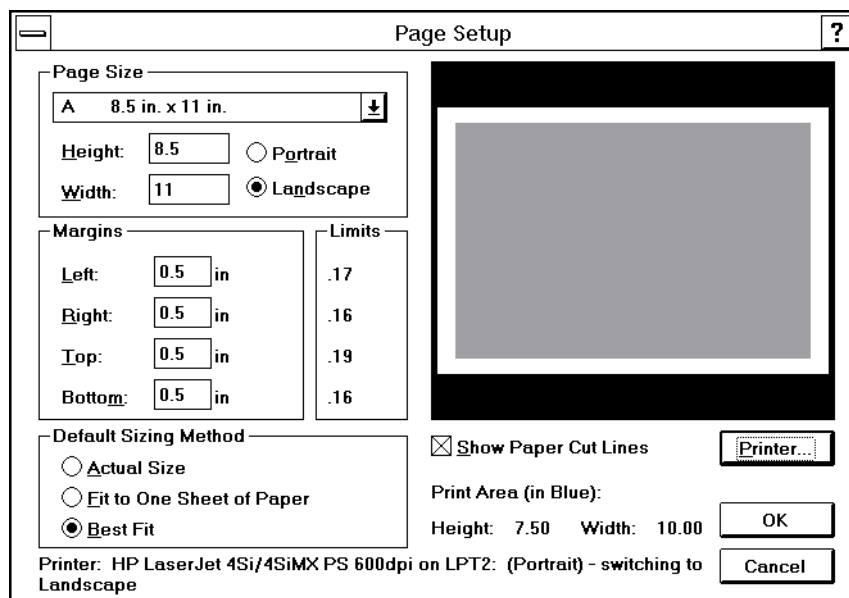 Page Setup
?
Page Size
A 8.5 in. x 11 in.
Height: 8.5
Portrait
Width: 11
Landscape
Margins
Limits
Left: 0.5 in .17
Right: 0.5 in .16
Top: 0.5 in .19
Bottom: 0.5 in .16
Default Sizing Method
Actual Size
Fit to One Sheet of Paper
Best Fit
Show Paper Cut Lines
Printer...
Print Area (in Blue):
Height: 7.50 Width: 10.00
OK
Cancel
Printer: HP LaserJet 4Si/4SiMX PS 600dpi on LPT2: (Portrait) - switching to
Landscape